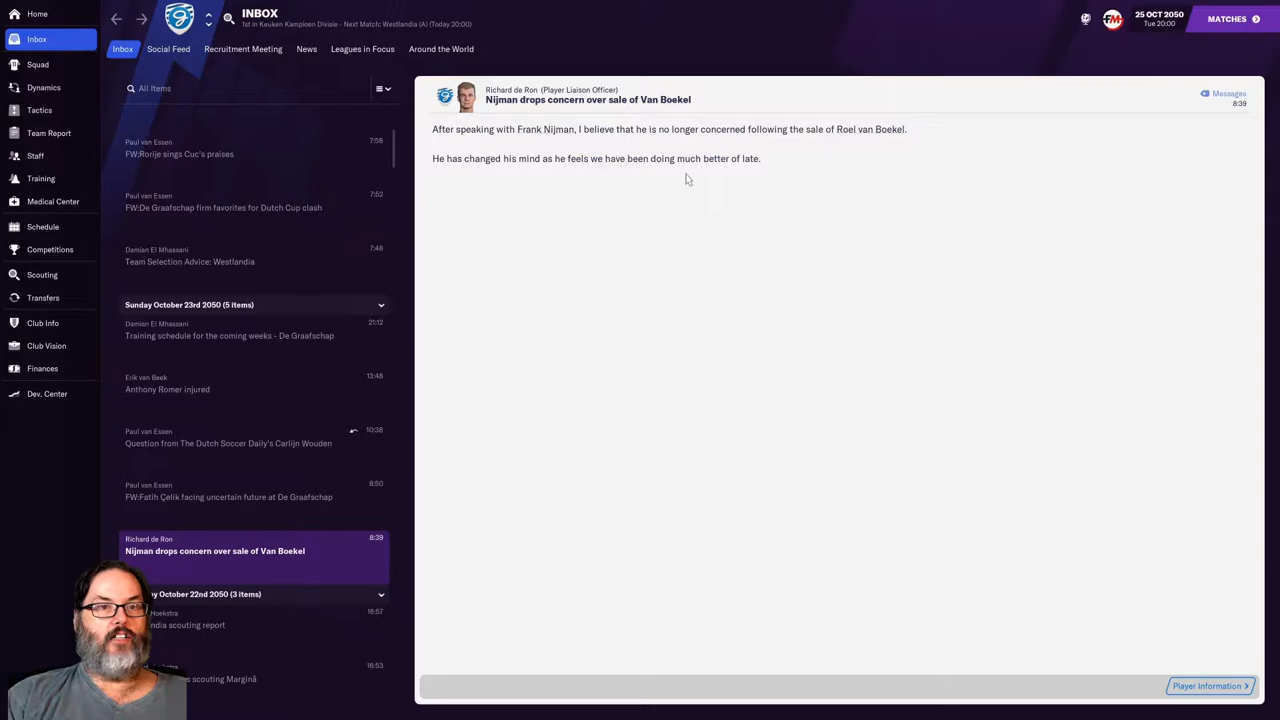 Home
Inbox
Squad
Dynamics
Tactics
Team Report
Staff
Training
Medical Center
Schedule
Competitions
Scouting
Transfers
Club Info
Club Vision
Finances
Dev. Center
INBOX
1st in Keuken Kampioen Divisie - Next Match: Westlandia (A) (Today 20:00)
FM
25 OCT 2050
Tue 20:00
MATCHES
Inbox
Social Feed
Recruitment Meeting
News
Leagues in Focus
Around the World
All Items
Paul van Essen
7:58
FW:Rorije sings Cuc's praises
Paul van Essen
7:52
FW:De Graafschap firm favorites for Dutch Cup clash
Damian El Mhassani
7:48
Team Selection Advice: Westlandia
Sunday October 23rd 2050 (5 items)
Damian El Mhassani
21:12
Training schedule for the coming weeks - De Graafschap
Erik van Beek
13:48
Anthony Romer injured
Paul van Essen
10:38
Question from The Dutch Soccer Daily's Carlijn Wouden
Paul van Essen
8:50
FW:Fatih Çelik facing uncertain future at De Graafschap
Richard de Ron
8:39
Nijman drops concern over sale of Van Boekel
October 22nd 2050 (3 items)
Hoekstra
16:57
scouting report
16:53
scouting Margină
Richard de Ron (Player Liaison Officer)
Nijman drops concern over sale of Van Boekel
Messages
8:39
After speaking with Frank Nijman, I believe that he is no longer concerned following the sale of Roel van Boekel.
He has changed his mind as he feels we have been doing much better of late.
Player Information